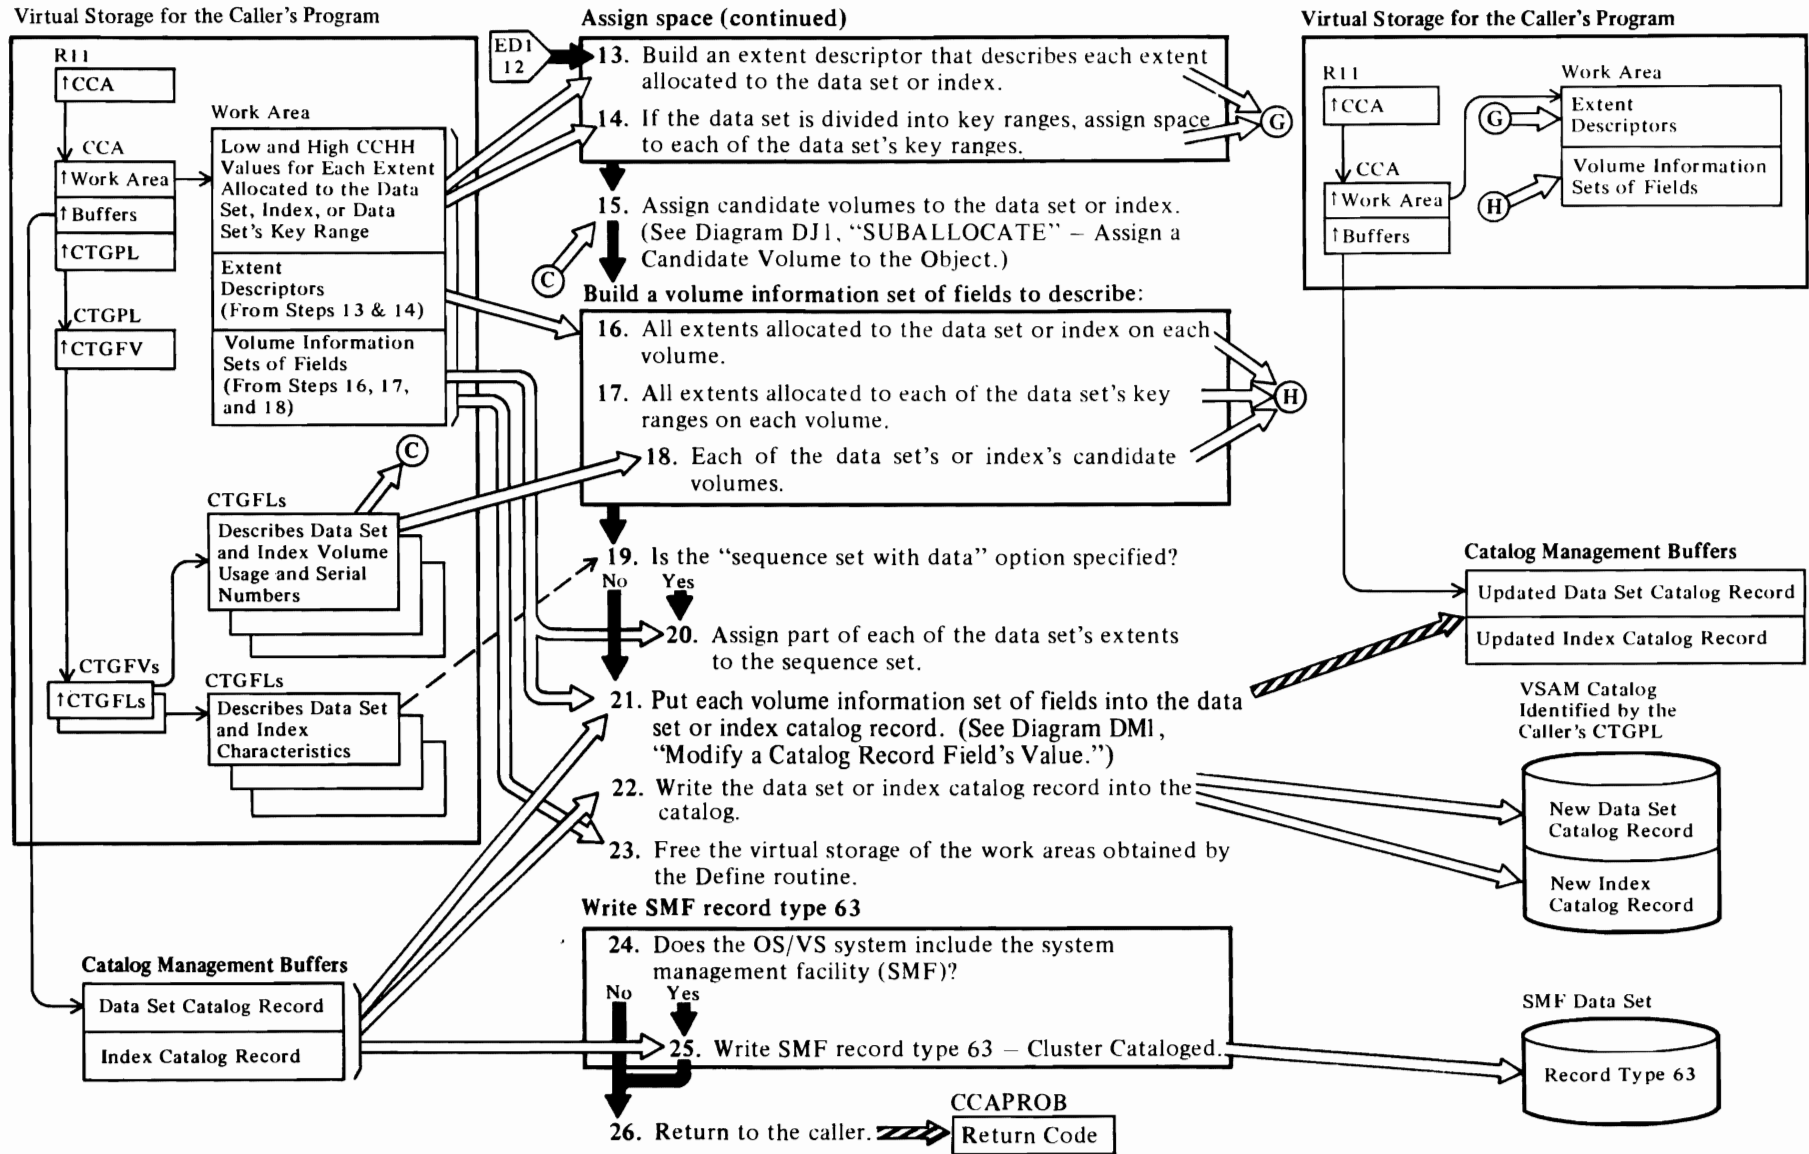 Virtual Storage for the Caller's Program
R11
↑CCA
CCA
↑Work Area
↑Buffers
↑CTGPL
CTGPL
↑CTGFV
CTGFVs
↑CTGFLs
Work Area
Low and High CCHH
Values for Each Extent
Allocated to the Data
Set, Index, or Data
Set's Key Range
Extent
Descriptors
(From Steps 13 & 14)
Volume Information
Sets of Fields
(From Steps 16, 17,
and 18)
C
CTGFLs
Describes Data Set
and Index Volume
Usage and Serial
Numbers
CTGFLs
Describes Data Set
and Index
Characteristics
Catalog Management Buffers
Data Set Catalog Record
Index Catalog Record
Assign space (continued)
ED1
12
13. Build an extent descriptor that describes each extent
allocated to the data set or index.
14. If the data set is divided into key ranges, assign space
to each of the data set's key ranges.
G
15. Assign candidate volumes to the data set or index.
(See Diagram DJ1, “SUBALLOCATE” – Assign a
Candidate Volume to the Object.)
C
Build a volume information set of fields to describe:
16. All extents allocated to the data set or index on each
volume.
17. All extents allocated to each of the data set's key
ranges on each volume.
H
18. Each of the data set's or index's candidate
volumes.
19. Is the “sequence set with data” option specified?
No Yes
20. Assign part of each of the data set's extents
to the sequence set.
21. Put each volume information set of fields into the data
set or index catalog record. (See Diagram DM1,
“Modify a Catalog Record Field's Value.”)
22. Write the data set or index catalog record into the
catalog.
23. Free the virtual storage of the work areas obtained by
the Define routine.
Write SMF record type 63
24. Does the OS/VS system include the system
management facility (SMF)?
No Yes
25. Write SMF record type 63 – Cluster Cataloged.
26. Return to the caller.
CCAPROB
Return Code
Virtual Storage for the Caller's Program
R11
↑CCA
CCA
↑Work Area
↑Buffers
Work Area
G
Extent
Descriptors
H
Volume Information
Sets of Fields
Catalog Management Buffers
Updated Data Set Catalog Record
Updated Index Catalog Record
VSAM Catalog
Identified by the
Caller's CTGPL
New Data Set
Catalog Record
New Index
Catalog Record
SMF Data Set
Record Type 63